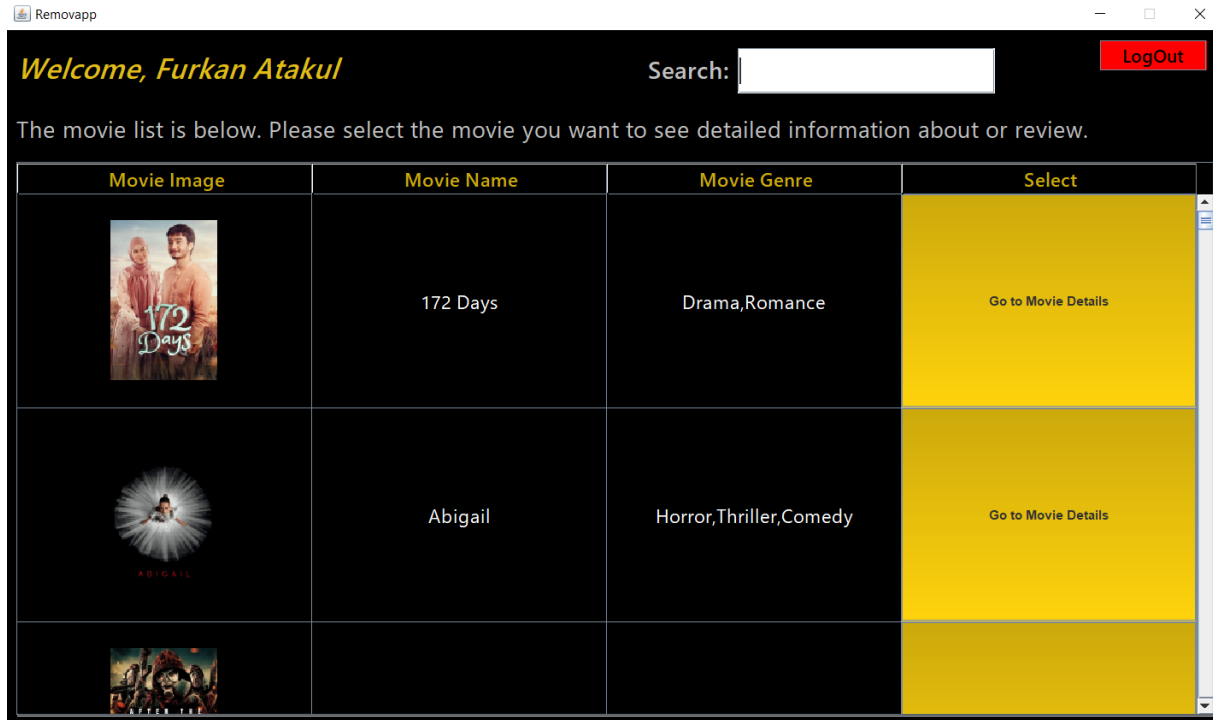 Removapp
Welcome, Furkan Atakul
Search:
LogOut
The movie list is below. Please select the movie you want to see detailed information about or review.
Movie Image Movie Name Movie Genre Select
172
Days
172 Days Drama,Romance Go to Movie Details
ABIGAIL
Abigail Horror,Thriller,Comedy Go to Movie Details
AFTER THE